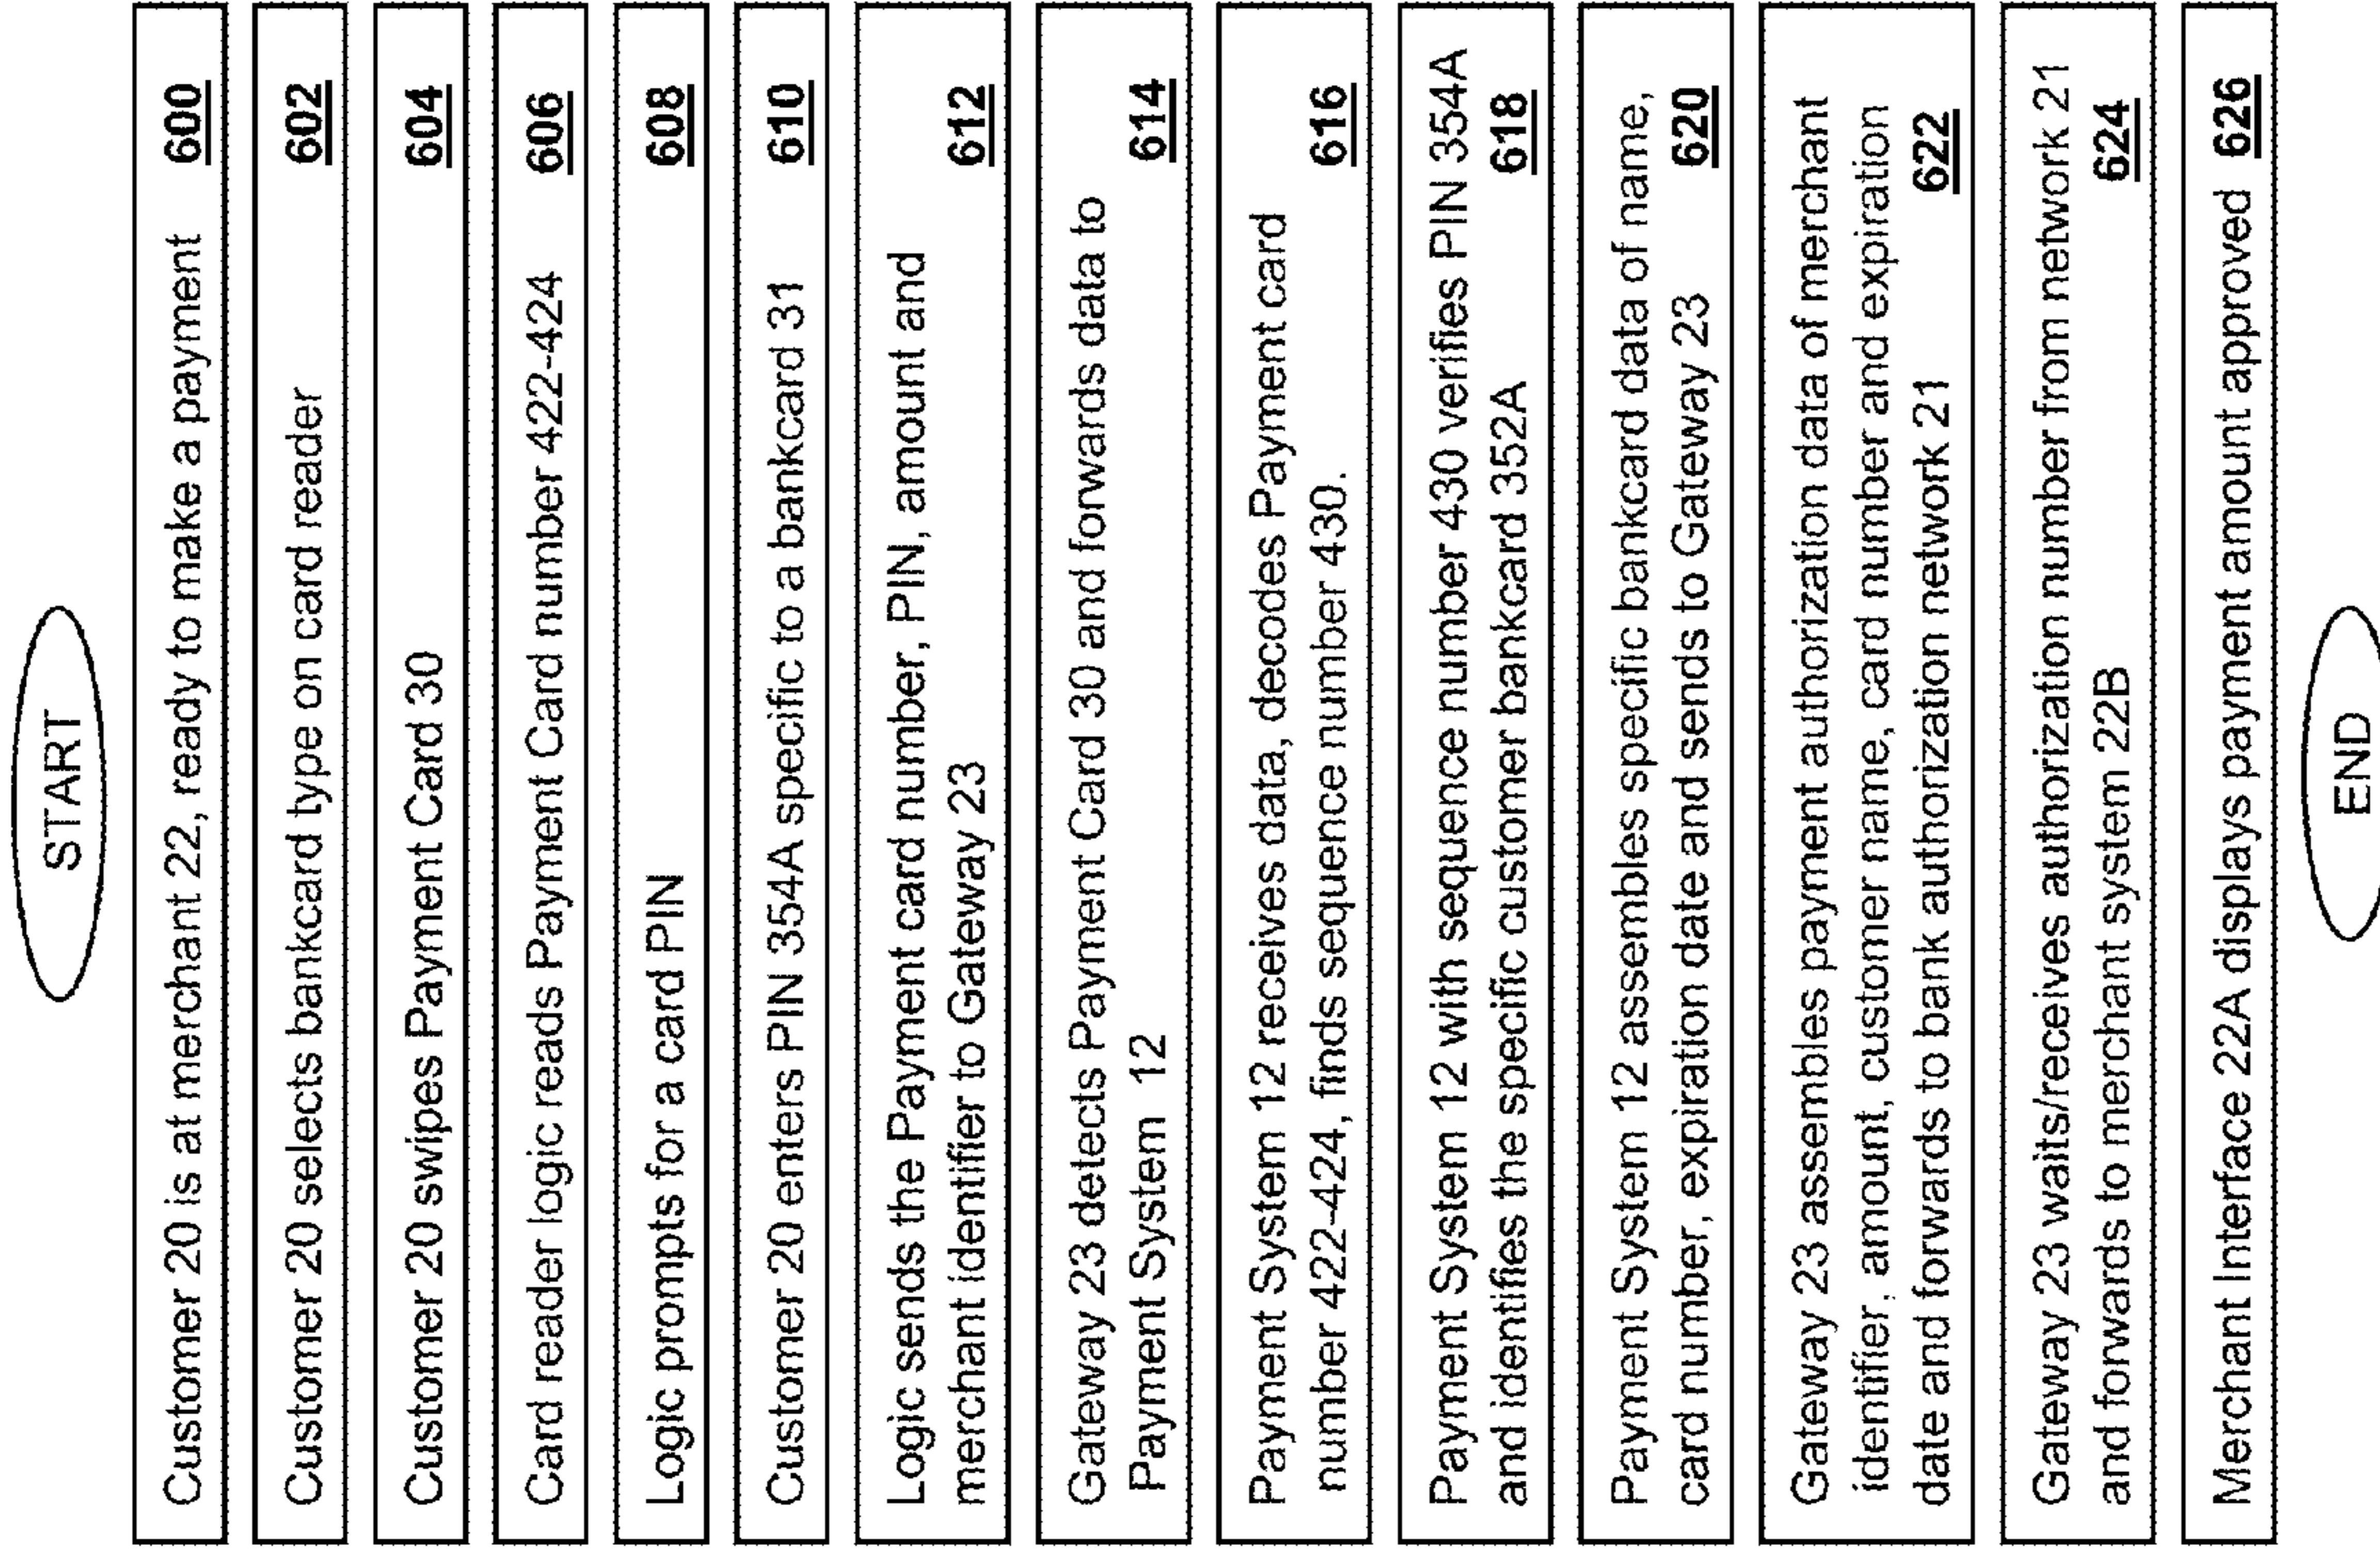 START
Customer 20 is at merchant 22, ready to make a payment 600
Customer 20 selects bankcard type on card reader 602
Customer 20 swipes Payment Card 30 604
Card reader logic reads Payment Card number 422-424 606
Logic prompts for a card PIN 608
Customer 20 enters PIN 354A specific to a bankcard 31 610
Logic sends the Payment card number, PIN, amount and
merchant identifier to Gateway 23 612
Gateway 23 detects Payment Card 30 and forwards data to
Payment System 12 614
Payment System 12 receives data, decodes Payment card
number 422-424, finds sequence number 430. 616
Payment System 12 with sequence number 430 verifies PIN 354A
and identifies the specific customer bankcard 352A 618
Payment System 12 assembles specific bankcard data of name,
card number, expiration date and sends to Gateway 23 620
Gateway 23 assembles payment authorization data of merchant
identifier, amount, customer name, card number and expiration
date and forwards to bank authorization network 21 622
Gateway 23 waits/receives authorization number from network 21
and forwards to merchant system 22B 624
Merchant Interface 22A displays payment amount approved 626
END